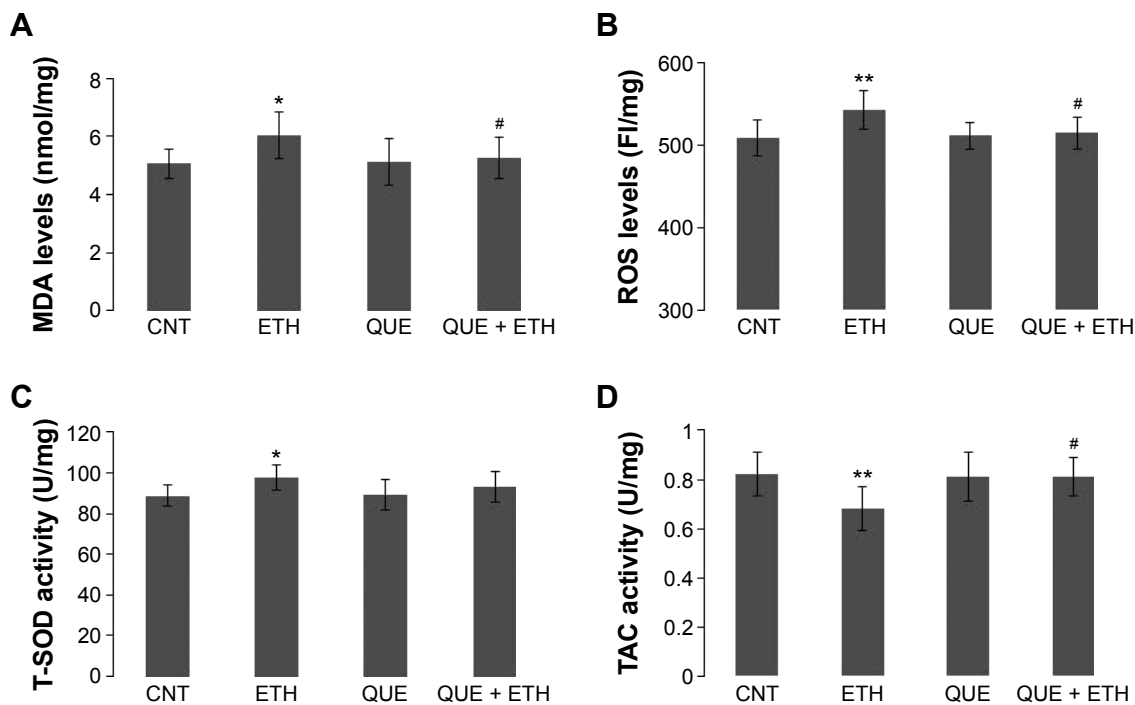 A
MDA levels (nmol/mg)
8
6
4
2
0
*
#
CNT ETH QUE QUE + ETH
B
ROS levels (FI/mg)
600
500
400
300
**
#
CNT ETH QUE QUE + ETH
C
T-SOD activity (U/mg)
120
100
80
60
40
20
0
*
CNT ETH QUE QUE + ETH
D
TAC activity (U/mg)
1
0.8
0.6
0.4
0.2
0
**
#
CNT ETH QUE QUE + ETH